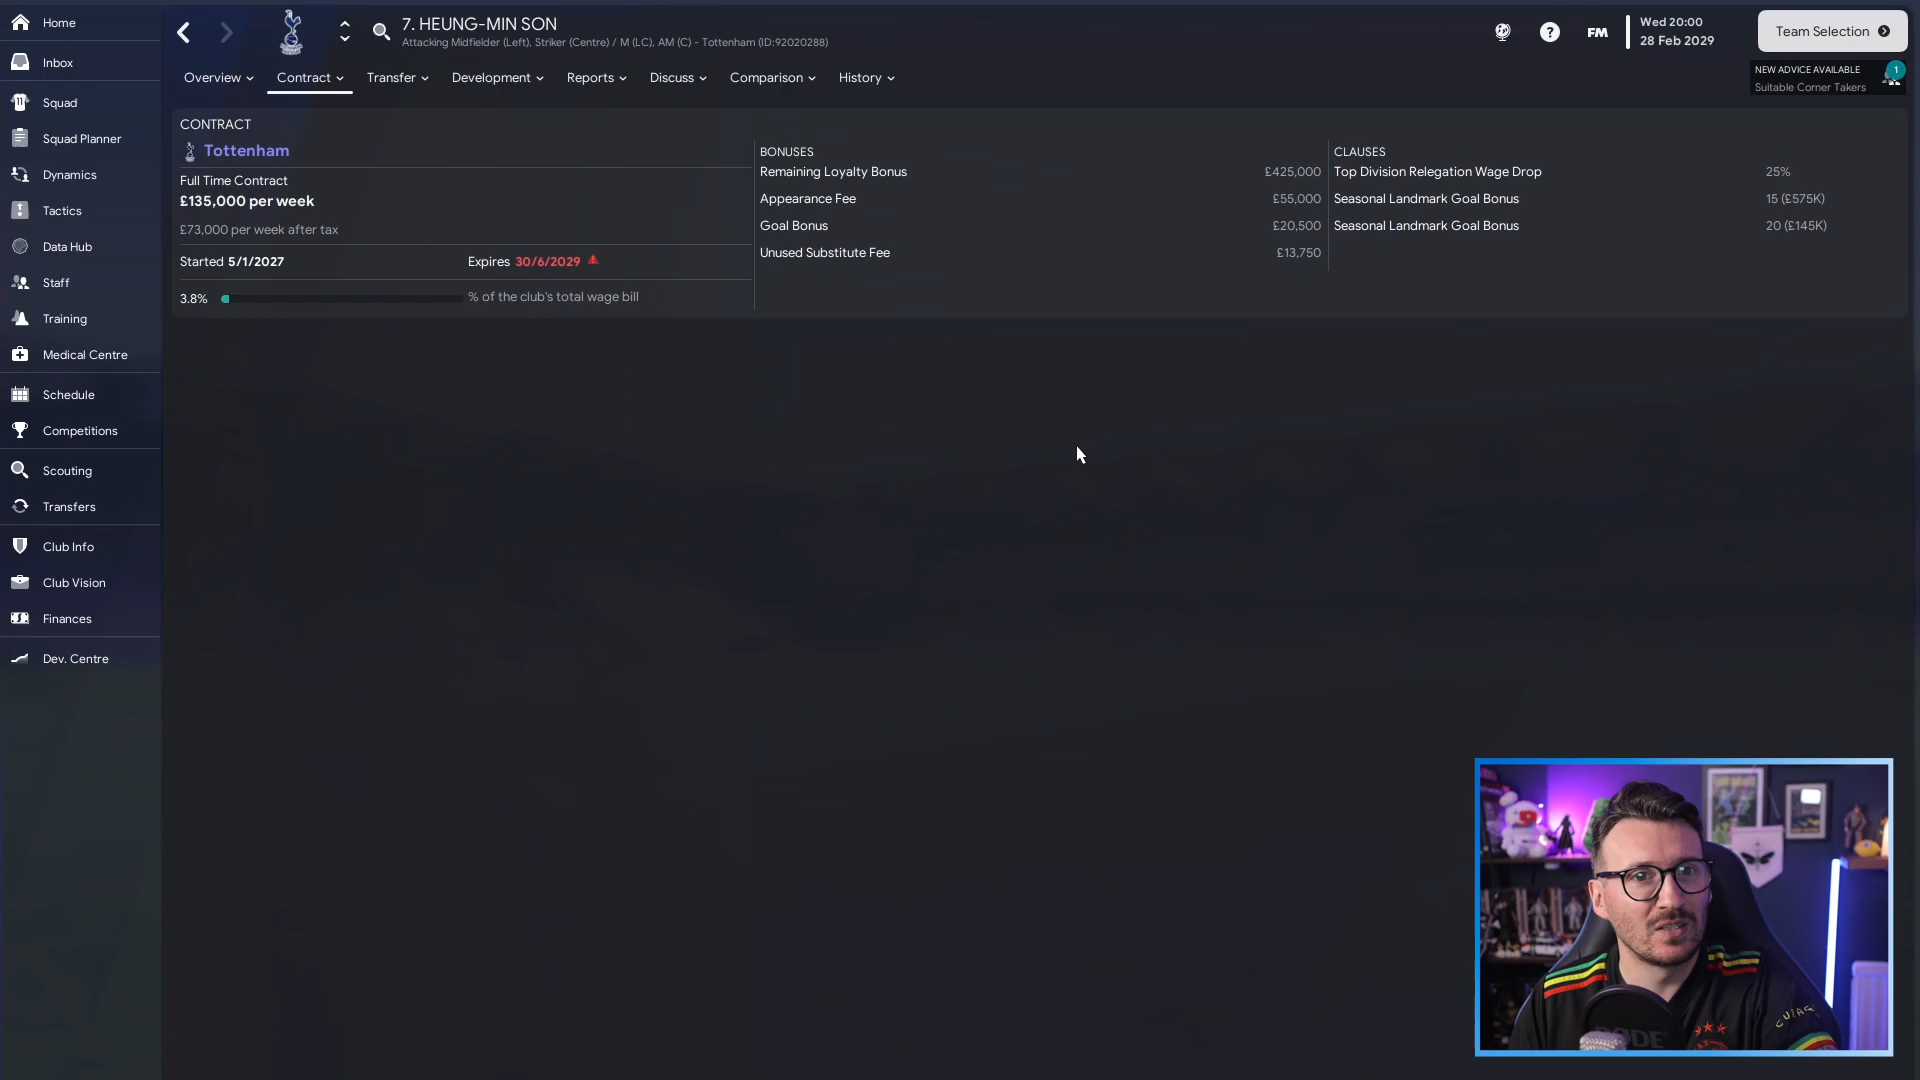 Home
Inbox
Squad
Squad Planner
Dynamics
Tactics
Data Hub
Staff
Training
Medical Centre
Schedule
Competitions
Scouting
Transfers
Club Info
Club Vision
Finances
Dev. Centre
7. HEUNG-MIN SON
Attacking Midfielder (Left), Striker (Centre) / M (LC), AM (C) - Tottenham (ID:92020288)
FM
Wed 20:00
28 Feb 2029
Team Selection
Overview
Contract
Transfer
Development
Reports
Discuss
Comparison
History
NEW ADVICE AVAILABLE
1
Suitable Corner Takers
CONTRACT
Tottenham
Full Time Contract
£135,000 per week
£73,000 per week after tax
Started 5/1/2027
Expires 30/6/2029
3.8%
% of the club's total wage bill
BONUSES
Remaining Loyalty Bonus £425,000
Appearance Fee £55,000
Goal Bonus £20,500
Unused Substitute Fee £13,750
CLAUSES
Top Division Relegation Wage Drop 25%
Seasonal Landmark Goal Bonus 15 (£575K)
Seasonal Landmark Goal Bonus 20 (£145K)